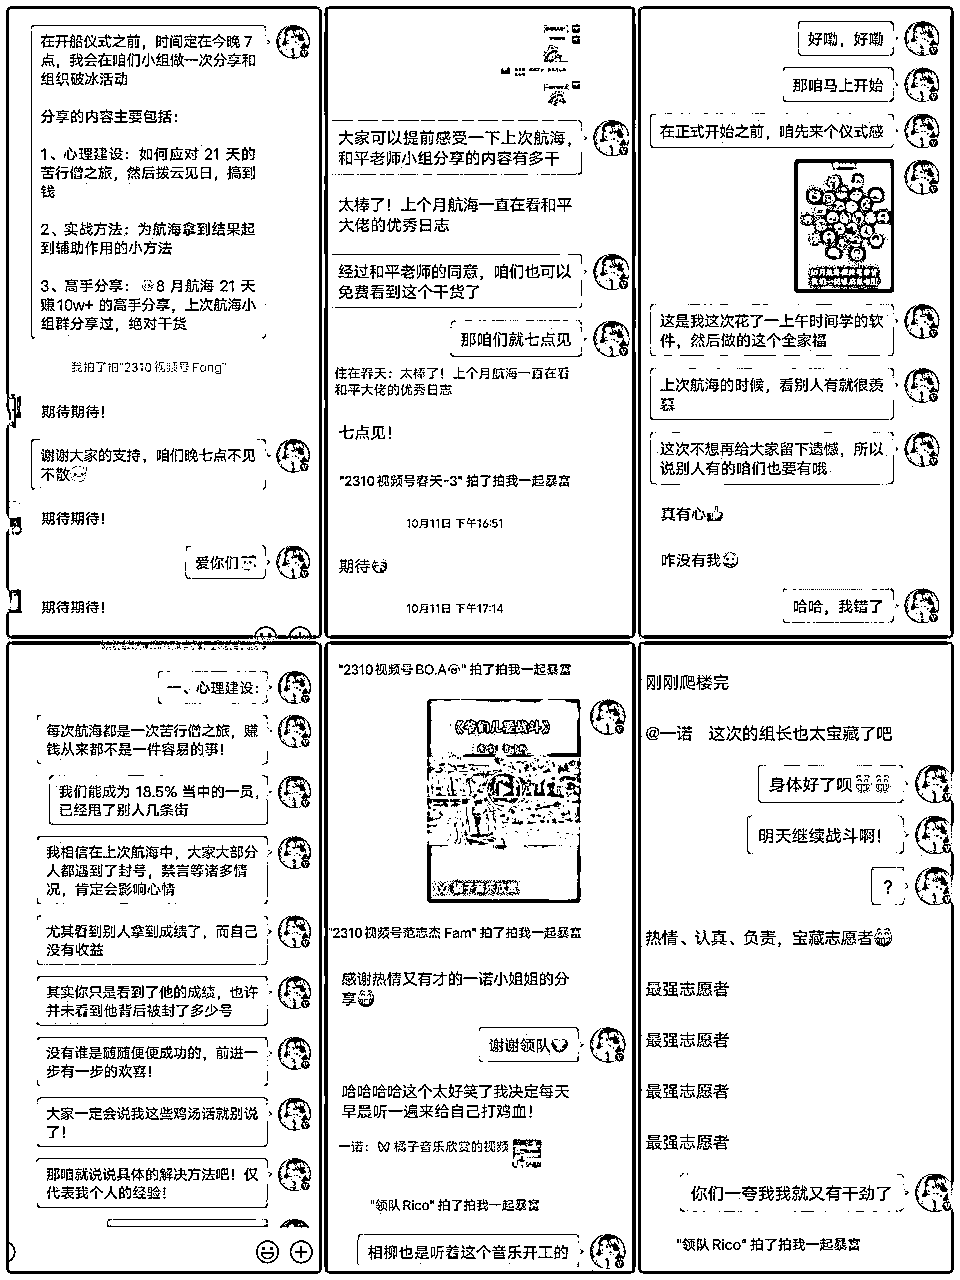 在开船仪式之前，时间定在今晚 7
点，我会在咱们小组做一次分享和
组织破冰活动
分享的内容主要包括：
1、心理建设：如何应对 21 天的
苦行僧之旅，然后拨云见日，搞到
钱
2、实战方法：为航海拿到结果起
到辅助作用的小方法
3、高手分享：8 月航海 21 天
赚10w+ 的高手分享，上次航海小
组群分享过，绝对干货
我拍了拍"2310 视频号 Fang"
期待期待！
谢谢大家的支持，咱们晚七点不见
不散
期待期待！
爱你们
期待期待！
大家可以提前感受一下上次航海，
和平老师小组分享的内容有多干
太棒了！上个月航海一直在看和平
大佬的优秀日志
经过和平老师的同意，咱们也可以
免费看到这个干货了
那咱们就七点见
住在春天：太棒了！上个月航海一直在看
和平大佬的优秀日志
七点见！
"2310 视频号春天-3" 拍了拍我一起暴富
10月11日 下午16:51
期待
10月11日 下午17:14
好嘞，好嘞
那咱马上开始
在正式开始之前，咱先来个仪式感
这是我这次花了一上午时间学的软
件，然后做的这个全家福
上次航海的时候，看别人有就很羡
慕
这次不想再给大家留下遗憾，所以
说别人有的咱们也要有哦
真有心
咋没有我
哈哈，我错了
一、心理建设：
每次航海都是一次苦行僧之旅，赚
钱从来都不是一件容易的事！
我们能成为 18.5% 当中的一员，
已经甩了别人几条街
我相信在上次航海中，大家大部分
人都遇到了封号，禁言等诸多情
况，肯定会影响心情
尤其看到别人拿到成绩了，而自己
没有收益
其实你只是看到了他的成绩，也许
并未看到他背后被封了多少号
没有谁是随随便便成功的，前进一
步有一步的欢喜！
大家一定会说我这些鸡汤话就别说
了！
那咱就说说具体的解决方法吧！仅
代表我个人的经验！
"2310 视频号 BO.A" 拍了拍我一起暴富
"2310 视频号范志杰 Fam" 拍了拍我一起暴富
感谢热情又有才的一诺小姐姐的分
享
谢谢领队
哈哈哈哈这个太好笑了我决定每天
早晨听一遍来给自己打鸡血！
一诺：橘子音乐欣赏的视频
"领队Rico" 拍了拍我一起暴富
相柳也是听着这个音乐开工的
刚刚爬楼完
@一诺 这次的组长也太宝藏了吧
身体好了呗
明天继续战斗啊！
？
热情、认真、负责，宝藏志愿者
最强志愿者
最强志愿者
最强志愿者
最强志愿者
你们一夸我我就又有干劲了
"领队 Rico" 拍了拍我一起暴富